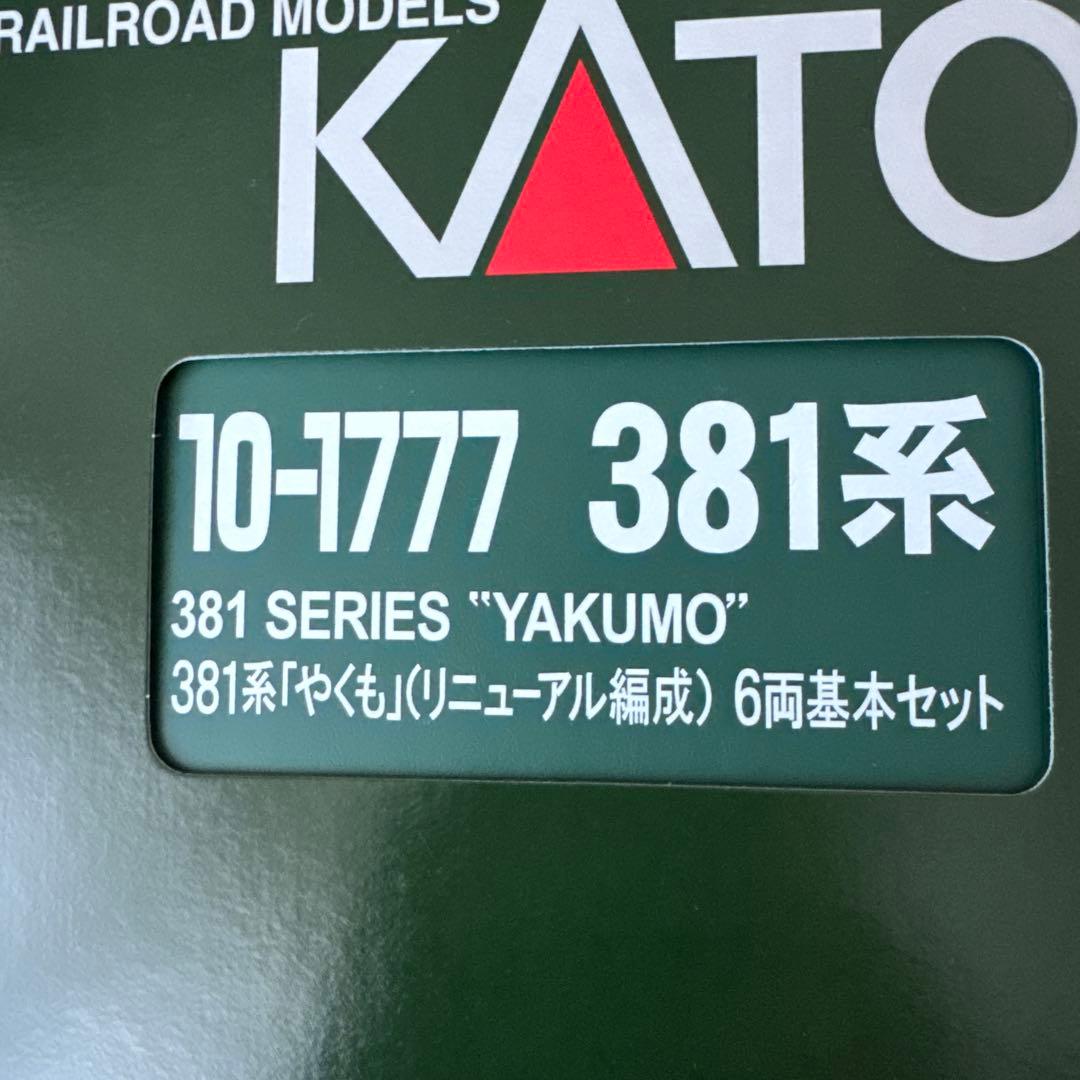 RAILROAD MODELS
KATO
10-1777 381系
381 SERIES “YAKUMO”
381系「やくも」(リニューアル編成) 6両基本セット